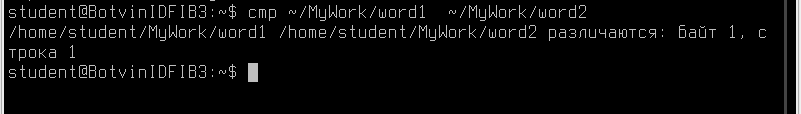 student@BotvinIDFIB3:~$ cmp ~/MyWork/word1  ~/MyWork/word2
/home/student/MyWork/word1 /home/student/MyWork/word2 различаются: байт 1, с
трока 1
student@BotvinIDFIB3:~$